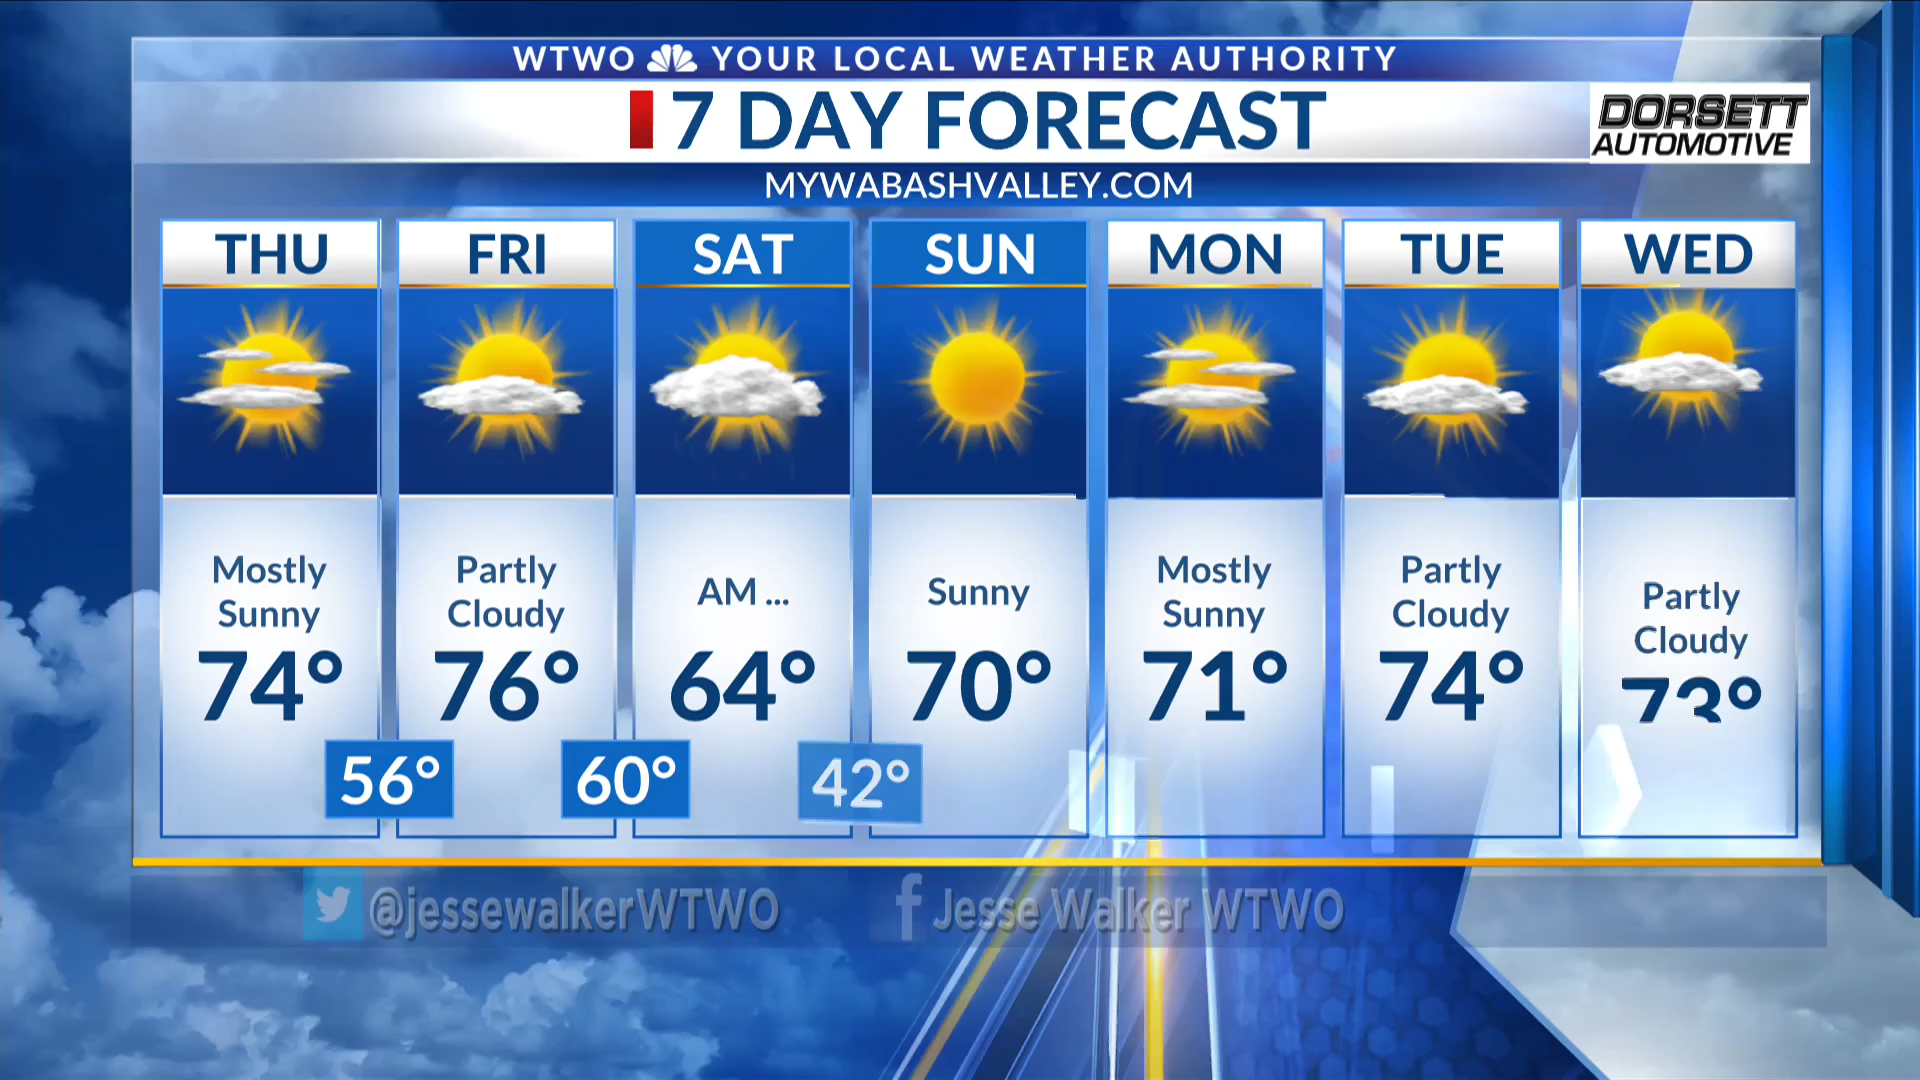 WTWO YOUR LOCAL WEATHER AUTHORITY
7 DAY FORECAST
DORSETT
AUTOMOTIVE
MYWABASHVALLEY.COM
THU FRI SAT SUN MON TUE WED
Mostly Sunny
Partly Cloudy
AM ...
Sunny
Mostly Sunny
Partly Cloudy
Partly Cloudy
74° 76° 64° 70° 71° 74° 73°
56° 60° 42°
@jessewalkerWTWO Jesse Walker WTWO